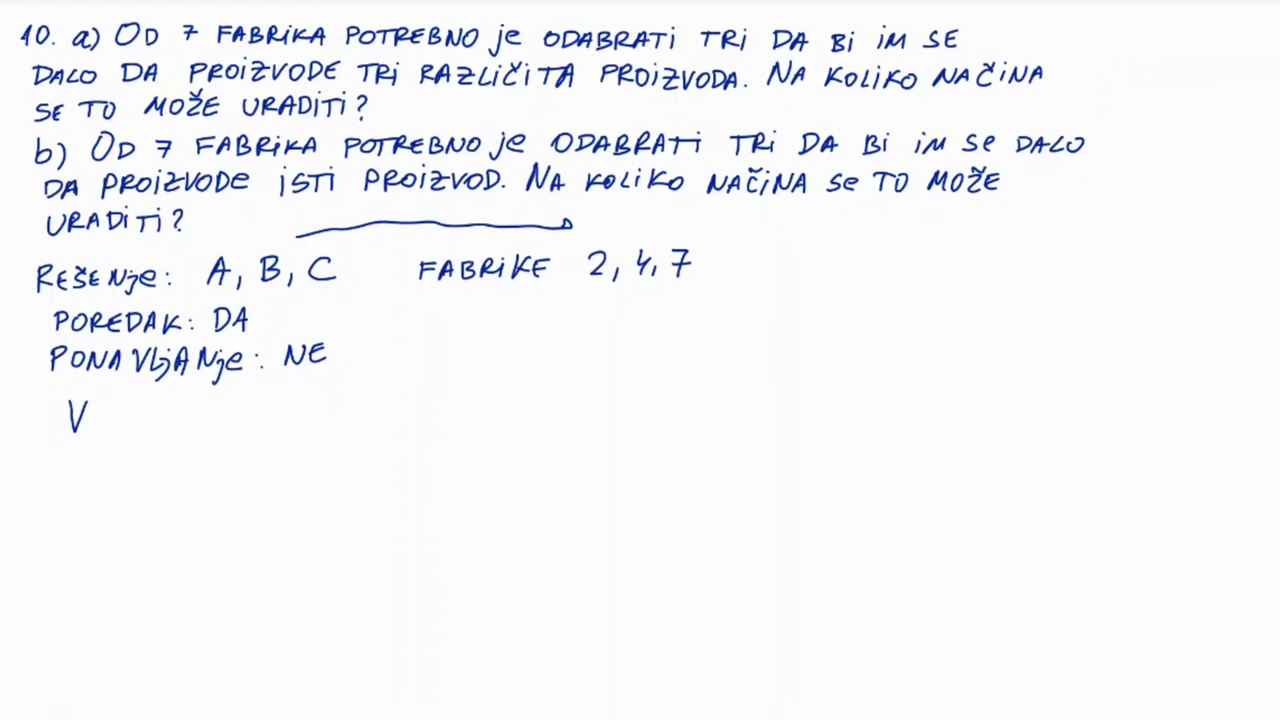 10. a) OD 7 FABRIKA POTREBNO je ODABRATI TRI DA BI IM SE
DALO DA PROIZVODE TRI RAZLIČITA PROIZVODA. NA KOLIKO NAČINA
SE TO MOŽE URADITI?
b) OD 7 FABRIKA POTREBNO je ODABRATI TRI DA BI IM SE DALO
DA PROIZVODE ISTI PROIZVOD. NA KOLIKO NAČINA SE TO MOŽE
URADITI?
REŠENje: A, B, C FABRIKE 2, 4, 7
POREDAK: DA
PONAVLjANje: NE
V